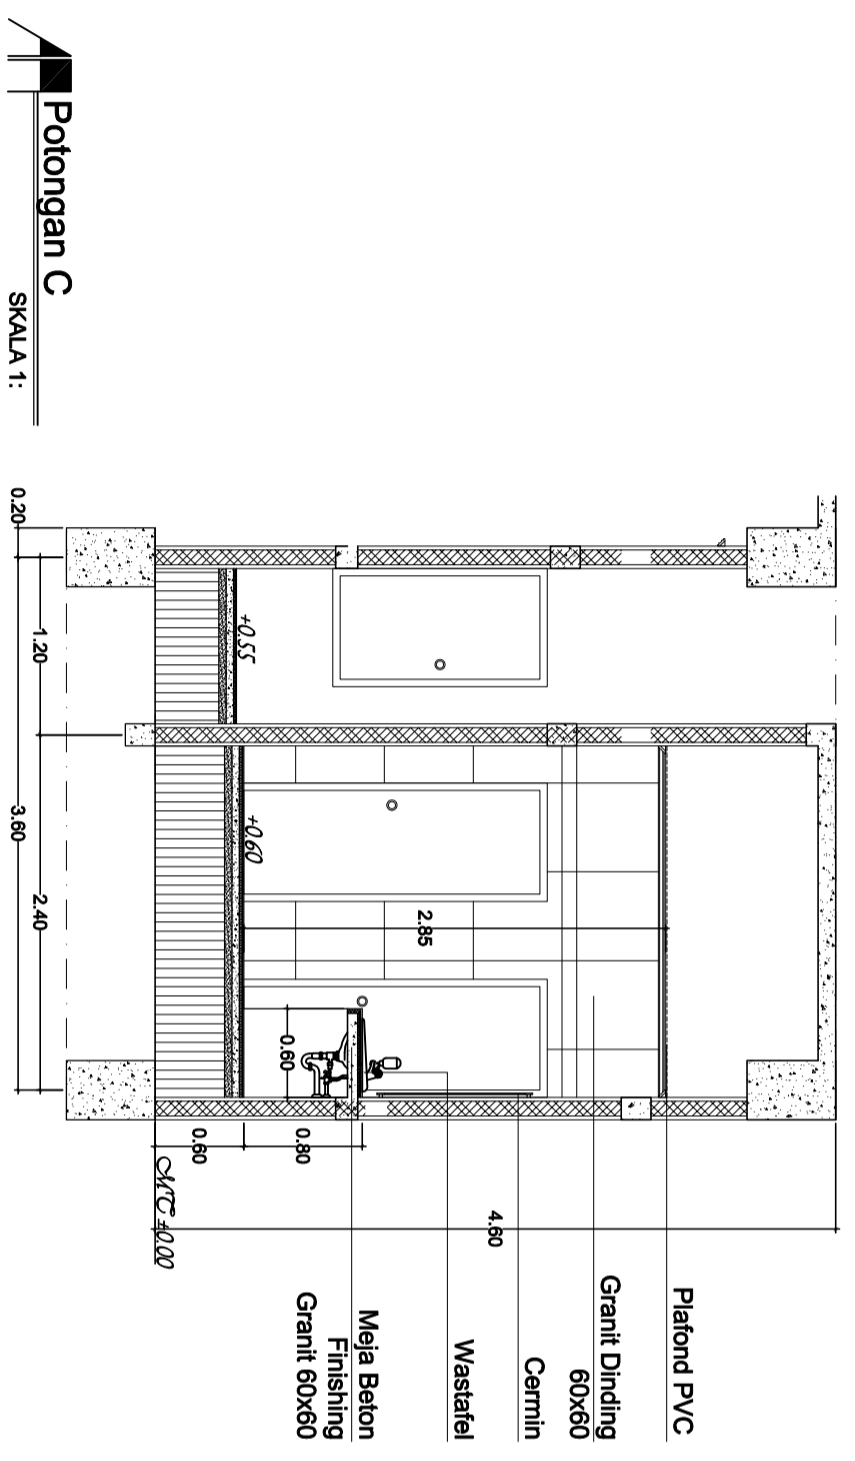 Plafond PVC
Granit Dinding
60x60
Cermin
Wastafel
Meja Beton
Finishing
Granit 60x60
4.60
2.85
0.80
0.60
0.60
+0.55
+0.60
MT ±0.00
0.20
1.20
2.40
3.60
Potongan C
SKALA 1: